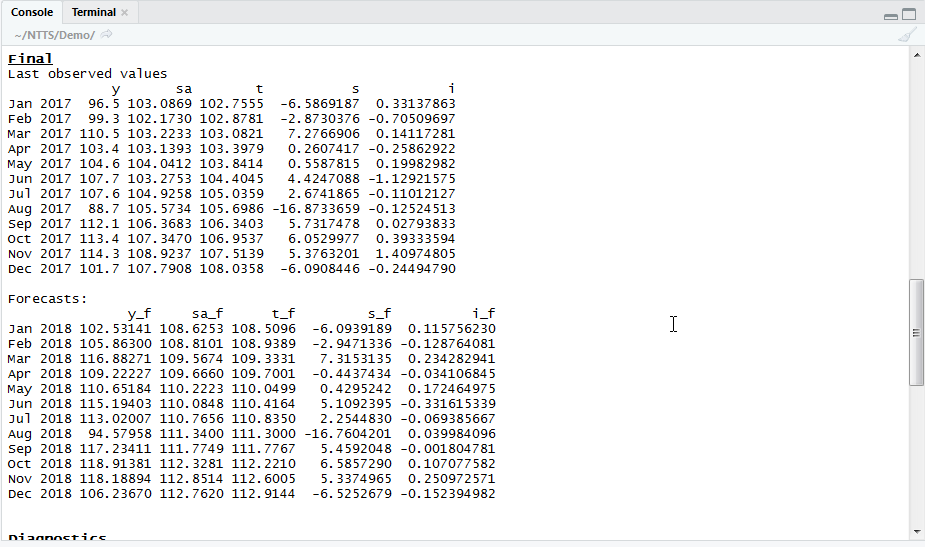 Console Terminal ×
~/NTTS/Demo/
Final
Last observed values
y sa t s i
Jan 2017 96.5 103.0869 102.7555 -6.5869187 0.33137863
Feb 2017 99.3 102.1730 102.8781 -2.8730376 -0.70509697
Mar 2017 110.5 103.2233 103.0821 7.2766906 0.14117281
Apr 2017 103.4 103.1393 103.3979 0.2607417 -0.25862922
May 2017 104.6 104.0412 103.8414 0.5587815 0.19982982
Jun 2017 107.7 103.2753 104.4045 4.4247088 -1.12921575
Jul 2017 107.6 104.9258 105.0359 2.6741865 -0.11012127
Aug 2017 88.7 105.5734 105.6986 -16.8733659 -0.12524513
Sep 2017 112.1 106.3683 106.3403 5.7317478 0.02793833
Oct 2017 113.4 107.3470 106.9537 6.0529977 0.39333594
Nov 2017 114.3 108.9237 107.5139 5.3763201 1.40974805
Dec 2017 101.7 107.7908 108.0358 -6.0908446 -0.24494790
Forecasts:
y_f sa_f t_f s_f i_f
Jan 2018 102.53141 108.6253 108.5096 -6.0939189 0.115756230
Feb 2018 105.86300 108.8101 108.9389 -2.9471336 -0.128764081
Mar 2018 116.88271 109.5674 109.3331 7.3153135 0.234282941
Apr 2018 109.22227 109.6660 109.7001 -0.4437434 -0.034106845
May 2018 110.65184 110.2223 110.0499 0.4295242 0.172464975
Jun 2018 115.19403 110.0848 110.4164 5.1092395 -0.331615339
Jul 2018 113.02007 110.7656 110.8350 2.2544830 -0.069385667
Aug 2018 94.57958 111.3400 111.3000 -16.7604201 0.039984096
Sep 2018 117.23411 111.7749 111.7767 5.4592048 -0.001804781
Oct 2018 118.91381 112.3281 112.2210 6.5857290 0.107077582
Nov 2018 118.18894 112.8514 112.6005 5.3374965 0.250972571
Dec 2018 106.23670 112.7620 112.9144 -6.5252679 -0.152394982
Diagnostics